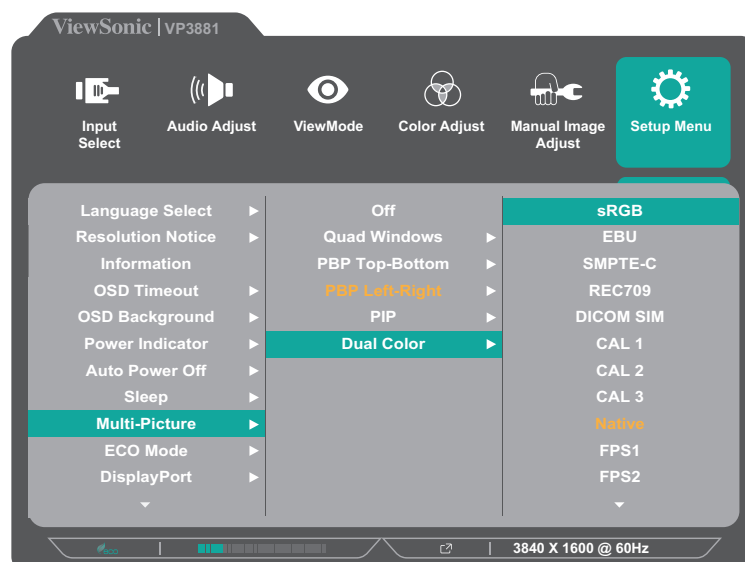 ViewSonic | VP3881
Input Select
Audio Adjust
ViewMode
Color Adjust
Manual Image Adjust
Setup Menu
Language Select
Resolution Notice
Information
OSD Timeout
OSD Background
Power Indicator
Auto Power Off
Sleep
Multi-Picture
ECO Mode
DisplayPort
Off
Quad Windows
PBP Top-Bottom
PBP Left-Right
PIP
Dual Color
sRGB
EBU
SMPTE-C
REC709
DICOM SIM
CAL 1
CAL 2
CAL 3
Native
FPS1
FPS2
eco
3840 X 1600 @ 60Hz